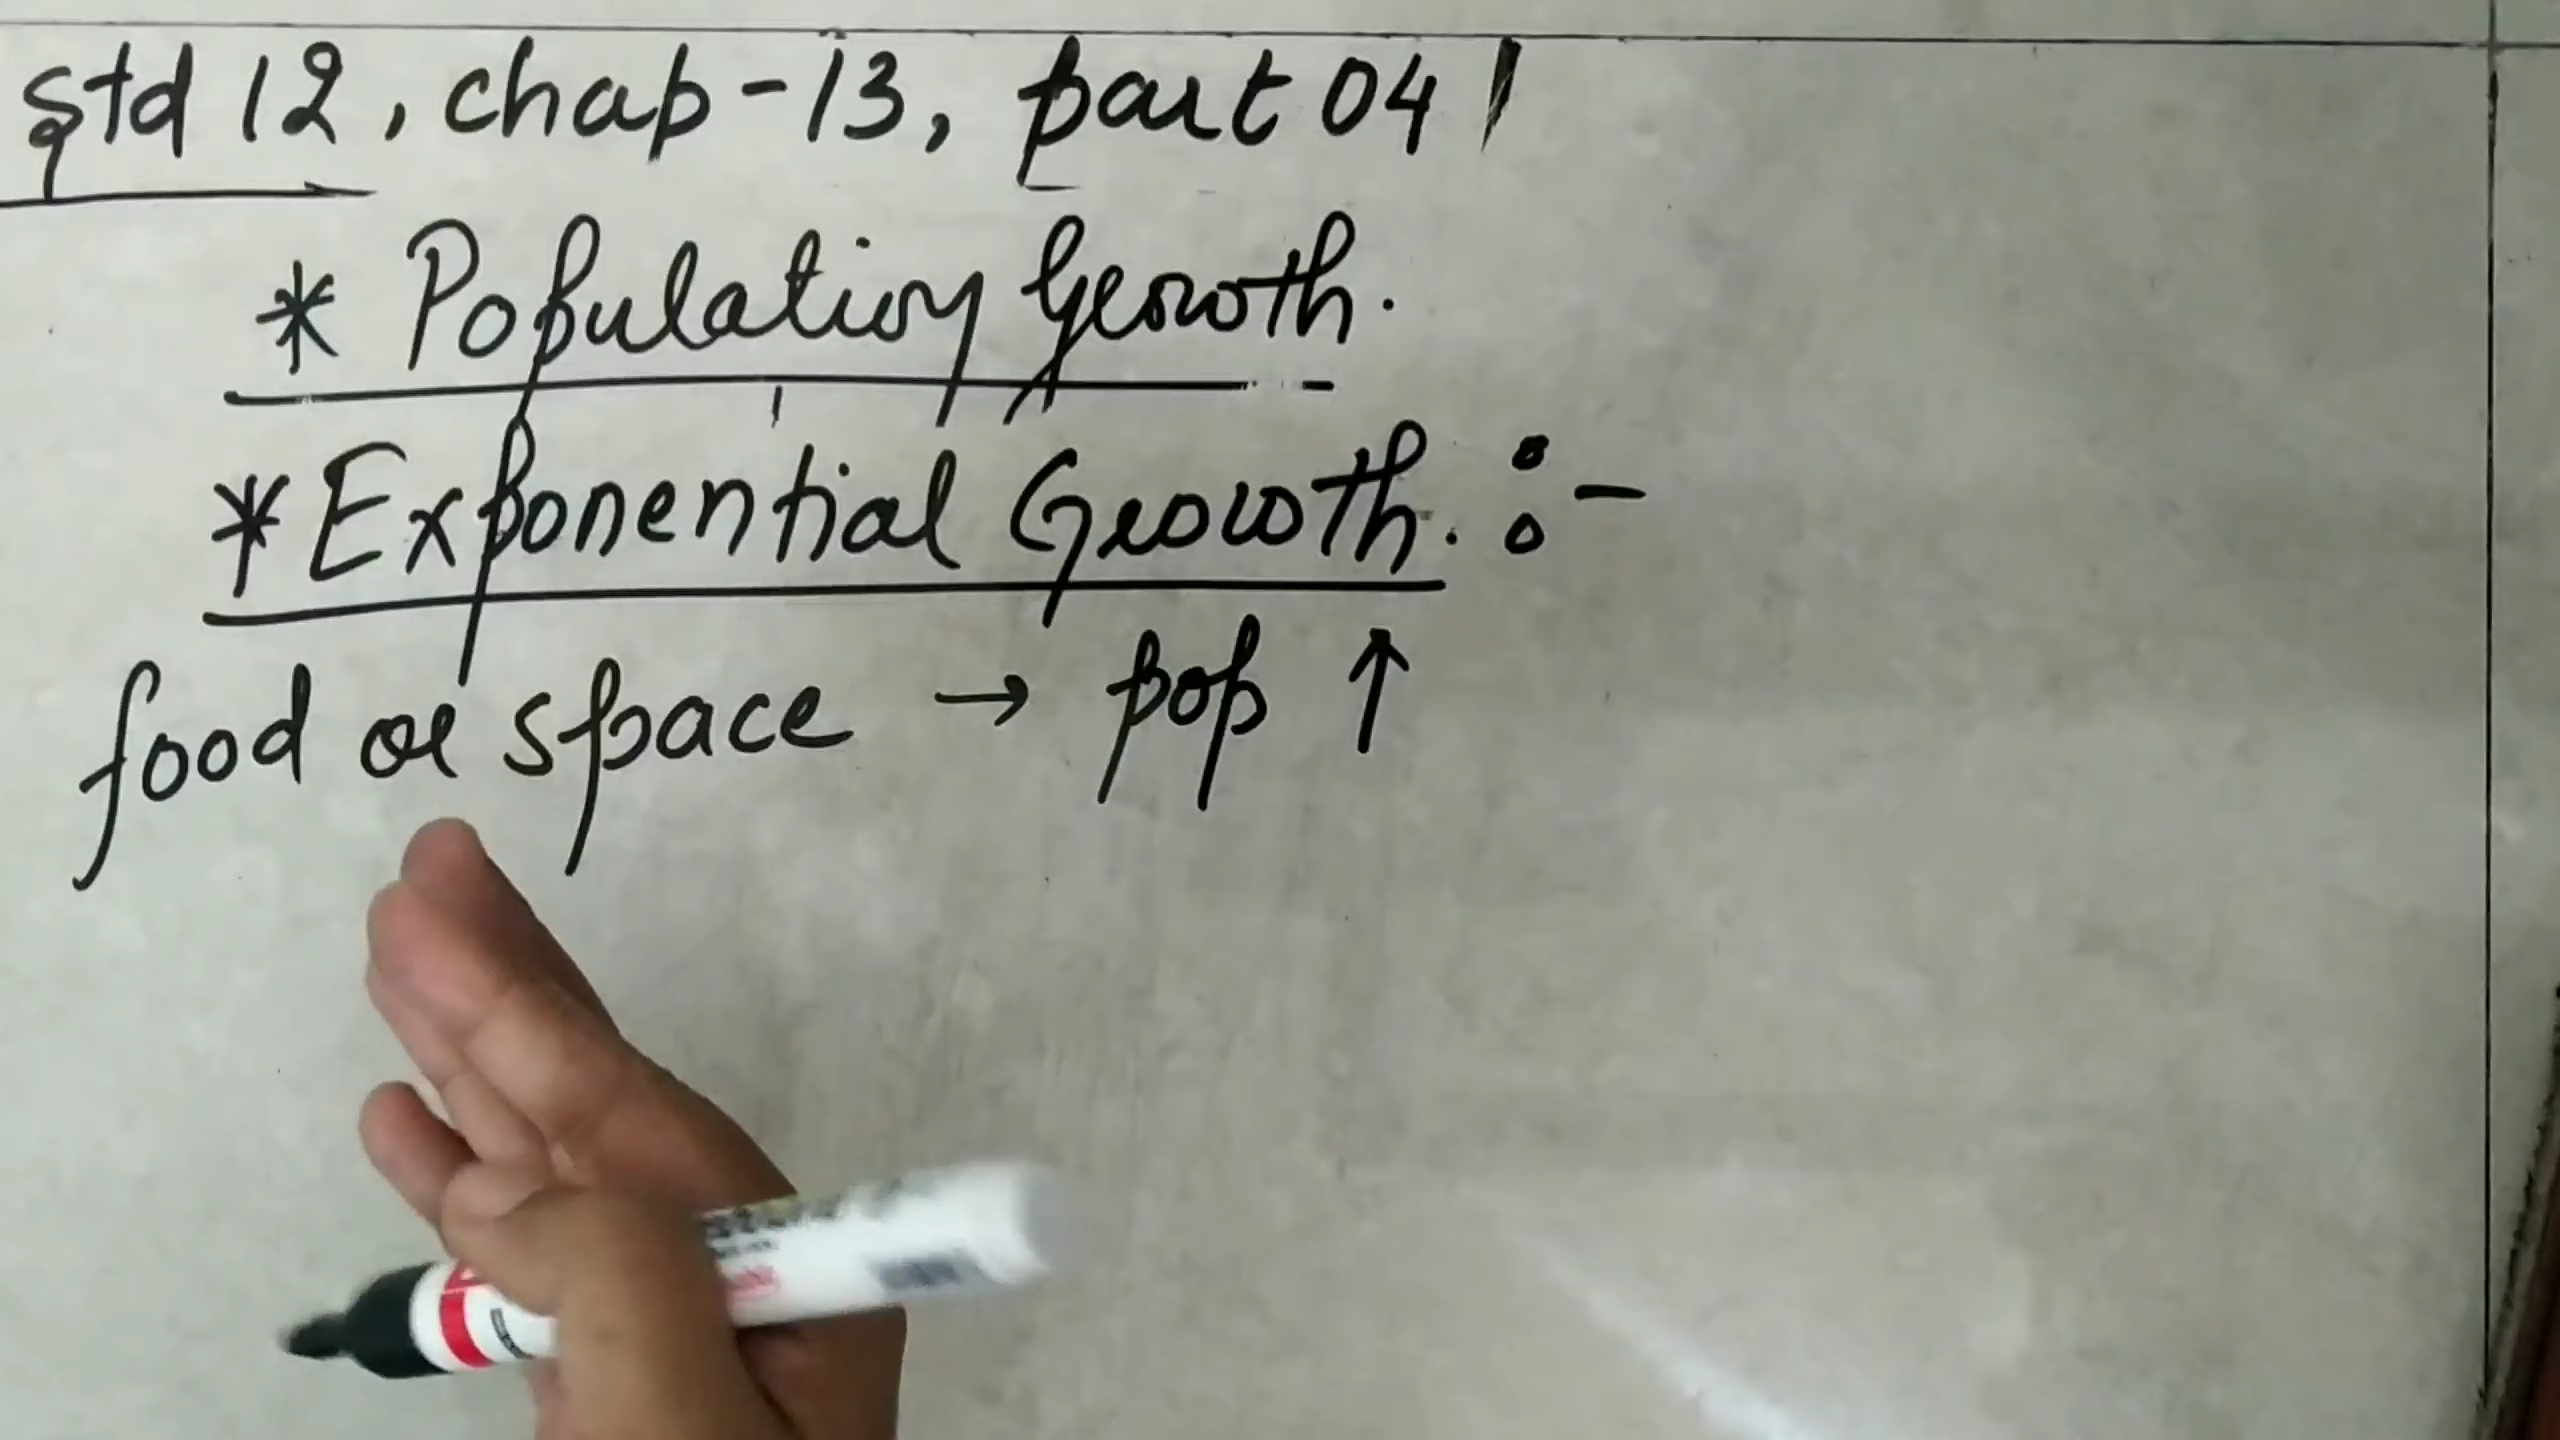 std 12, chap-13, part 04
* Population Growth.
* Exponential Growth. :-
food or space → pop ↑